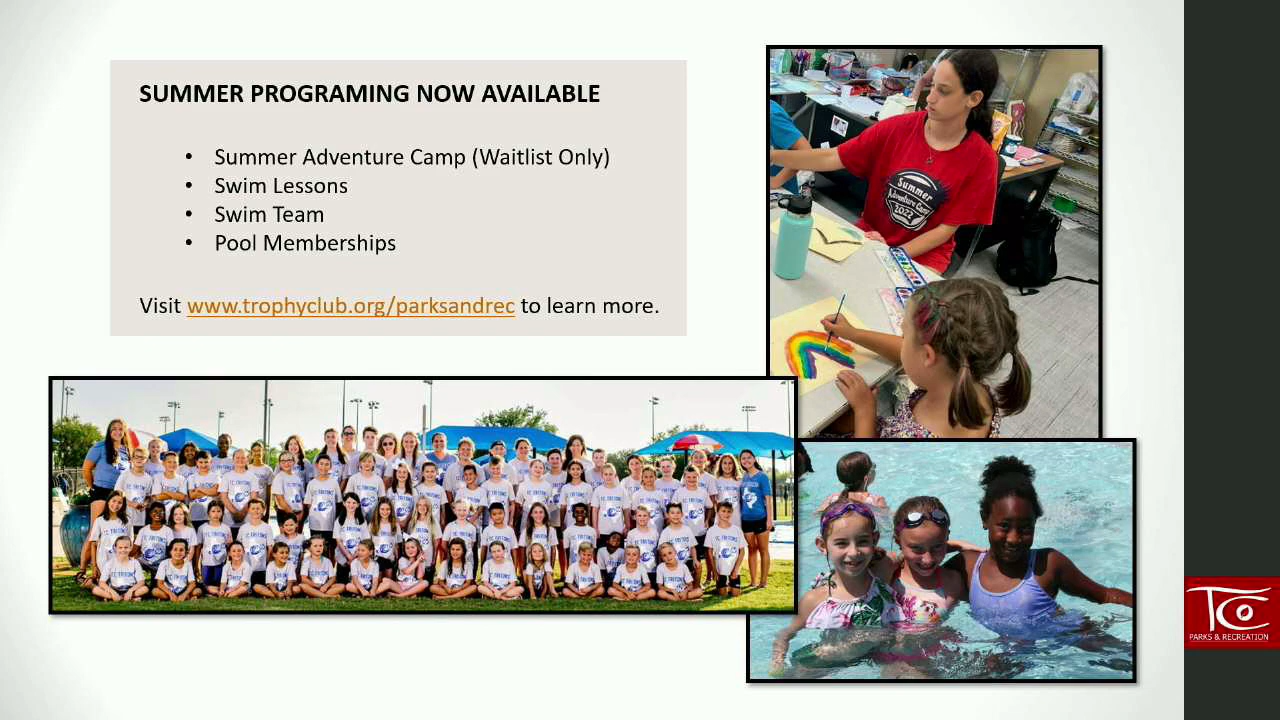 SUMMER PROGRAMING NOW AVAILABLE
• Summer Adventure Camp (Waitlist Only)
• Swim Lessons
• Swim Team
• Pool Memberships
Visit www.trophyclub.org/parksandrec to learn more.
Summer
Adventure Camp
2022
TC
PARKS & RECREATION